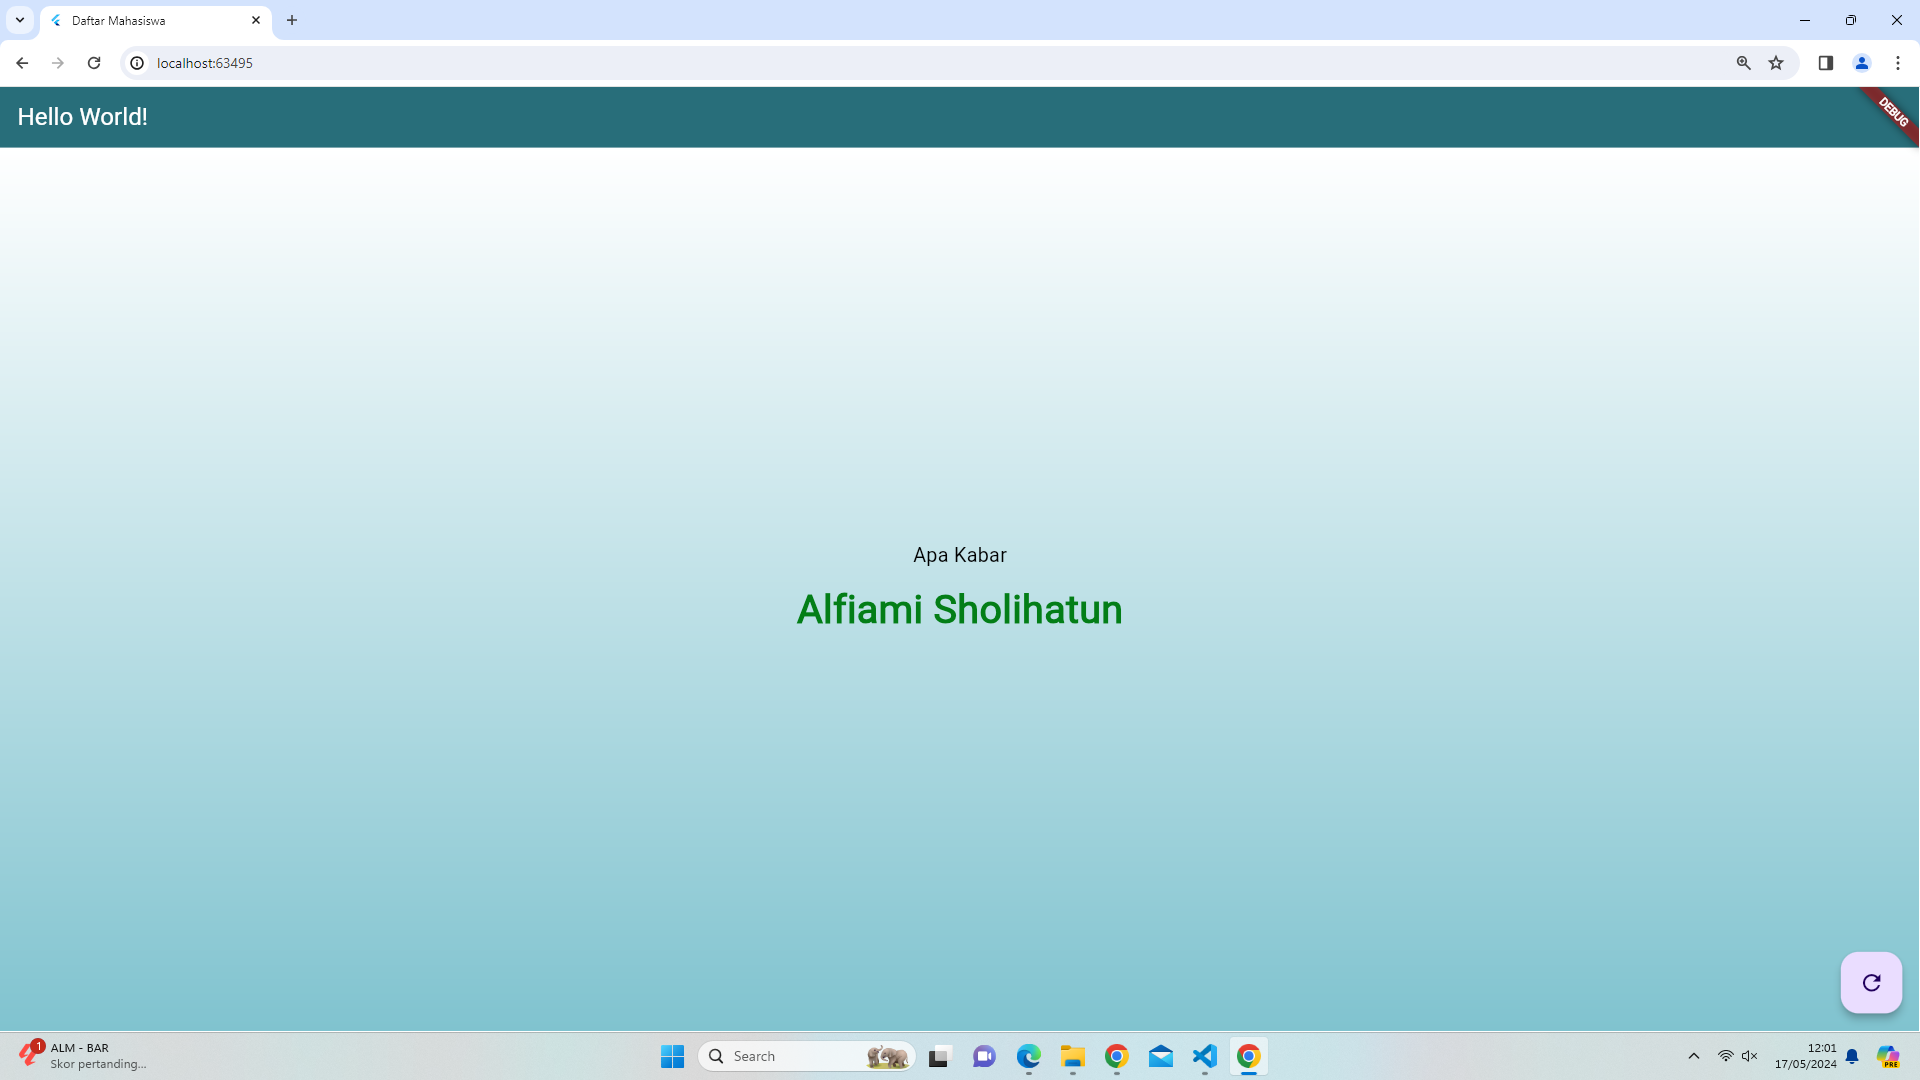 Daftar Mahasiswa
localhost:63495
Hello World!
DEBUG
Apa Kabar
Alfiami Sholihatun
1
ALM - BAR
Skor pertanding...
Search
12:01
17/05/2024
PRE